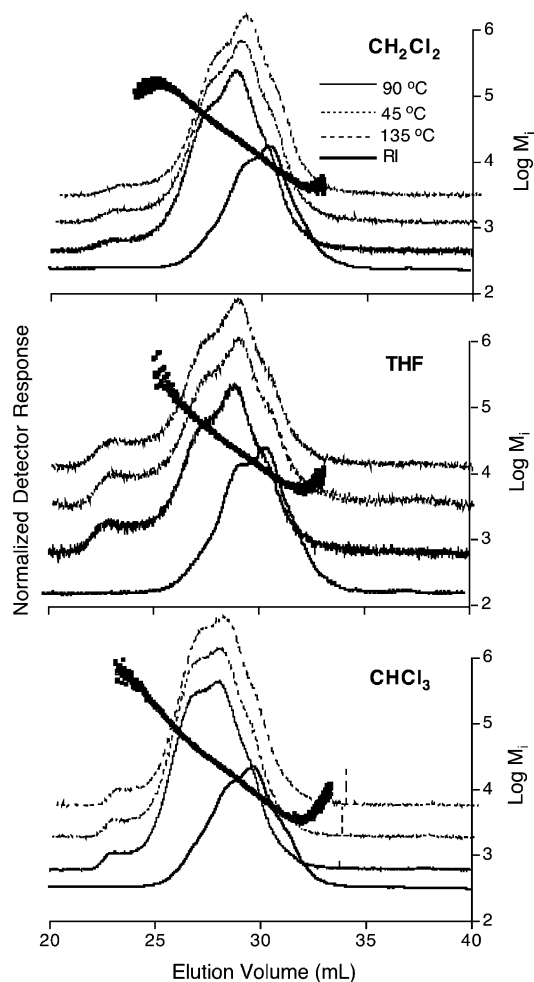 6
CH₂Cl₂
90 °C
45 °C
135 °C
RI
5
4
3
2
Log Mᵢ
THF
6
5
4
3
2
Log Mᵢ
Normalized Detector Response
CHCl₃
6
5
4
3
2
Log Mᵢ
20 25 30 35 40
Elution Volume (mL)